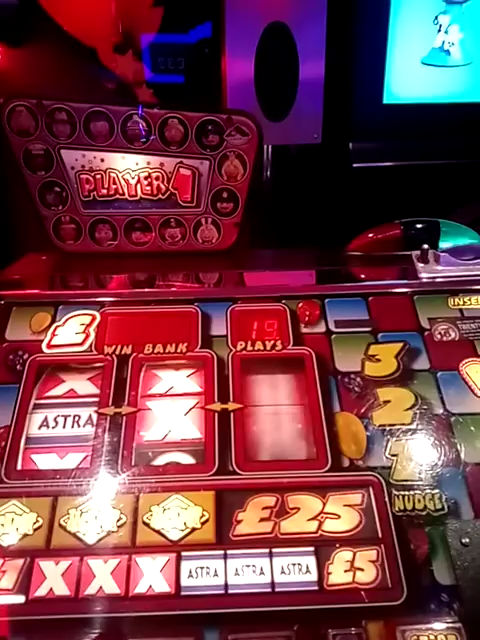 PLAYER 1
INSE
£
19
WIN BANK
PLAYS
X
X
ASTRA
X
3
2
1
NUDGE
£25
X X X ASTRA ASTRA ASTRA £5